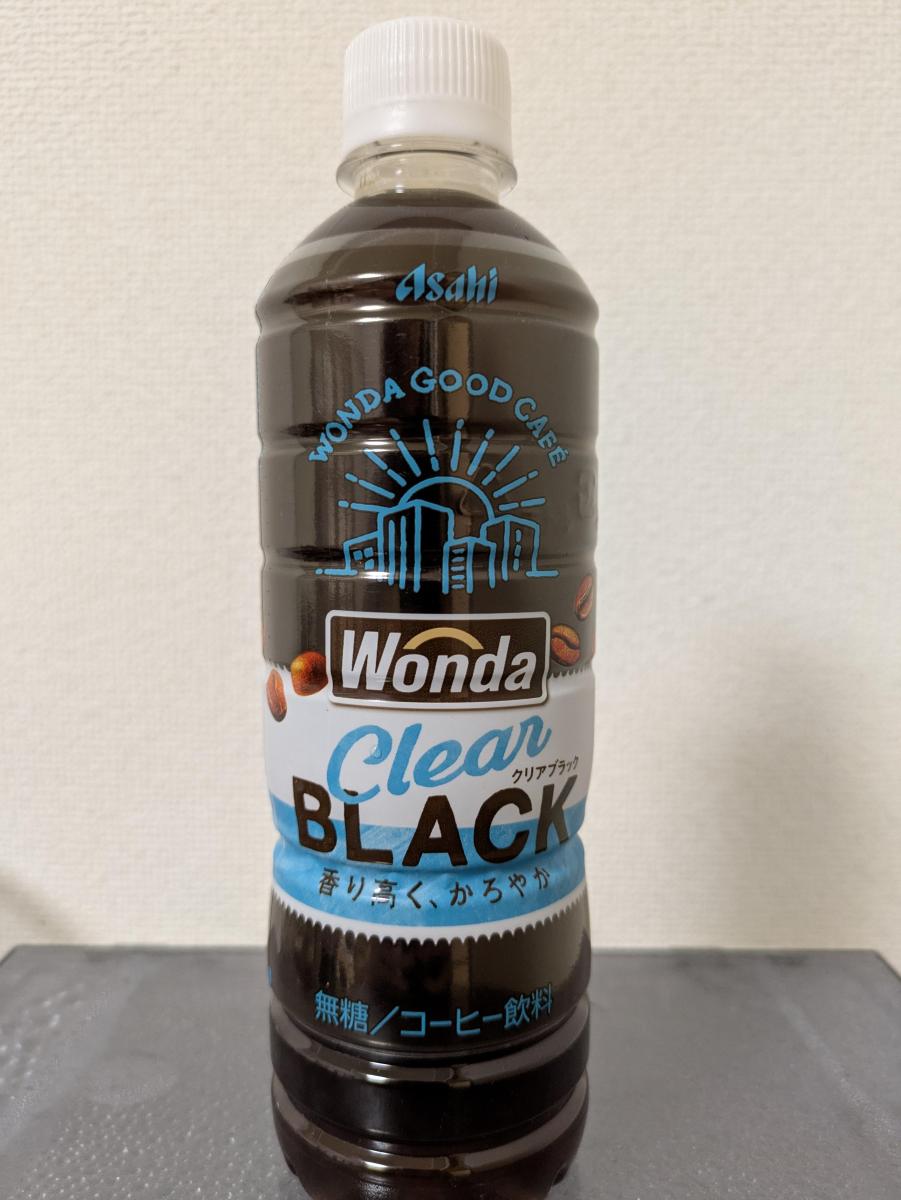 Asahi
WONDA GOOD CAFÉ
Wonda
Clear
クリアブラック
BLACK
香り高く、かろやか
無糖/コーヒー飲料